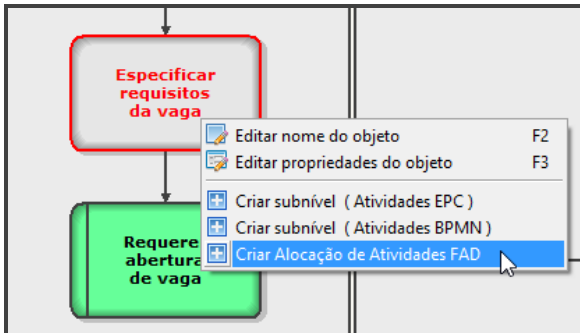 Especificar
requisitos
da vaga
Editar nome do objeto F2
Editar propriedades do objeto F3
Criar subnível ( Atividades EPC )
Criar subnível ( Atividades BPMN )
Criar Alocação de Atividades FAD
Requere
abertura
de vaga